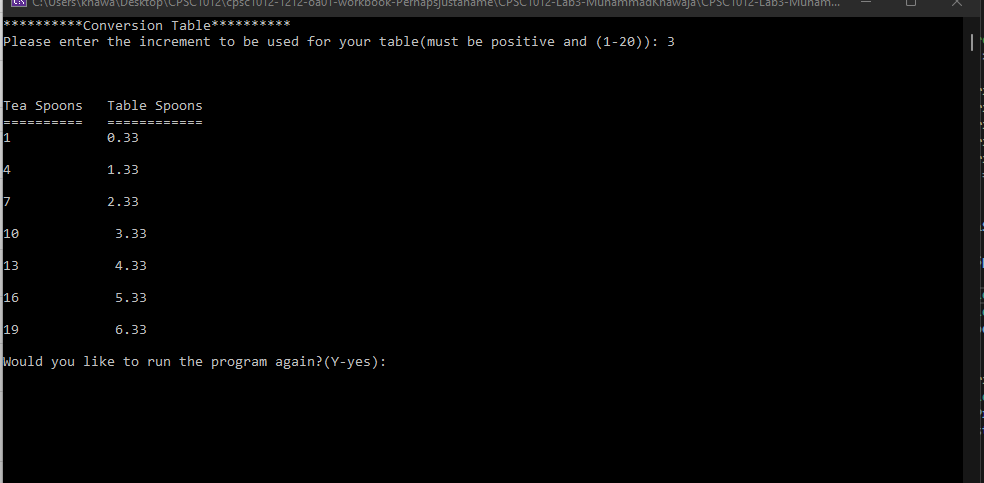 C:\Users\khawa\Desktop\CPSC1012\cpsc1012-1212-oa01-workbook-Perhapsjustaname\CPSC1012-Lab3-MuhammadKhawaja\CPSC1012-Lab3-Muham...
**********Conversion Table**********
Please enter the increment to be used for your table(must be positive and (1-20)): 3
Tea Spoons   Table Spoons
==========   ============
1            0.33
4            1.33
7            2.33
10            3.33
13            4.33
16            5.33
19            6.33
Would you like to run the program again?(Y-yes):